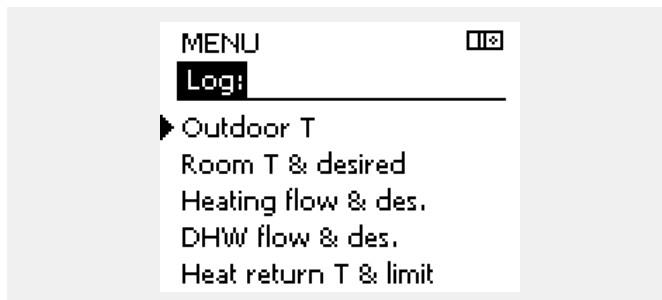 MENU
Log:
Outdoor T
Room T & desired
Heating flow & des.
DHW flow & des.
Heat return T & limit